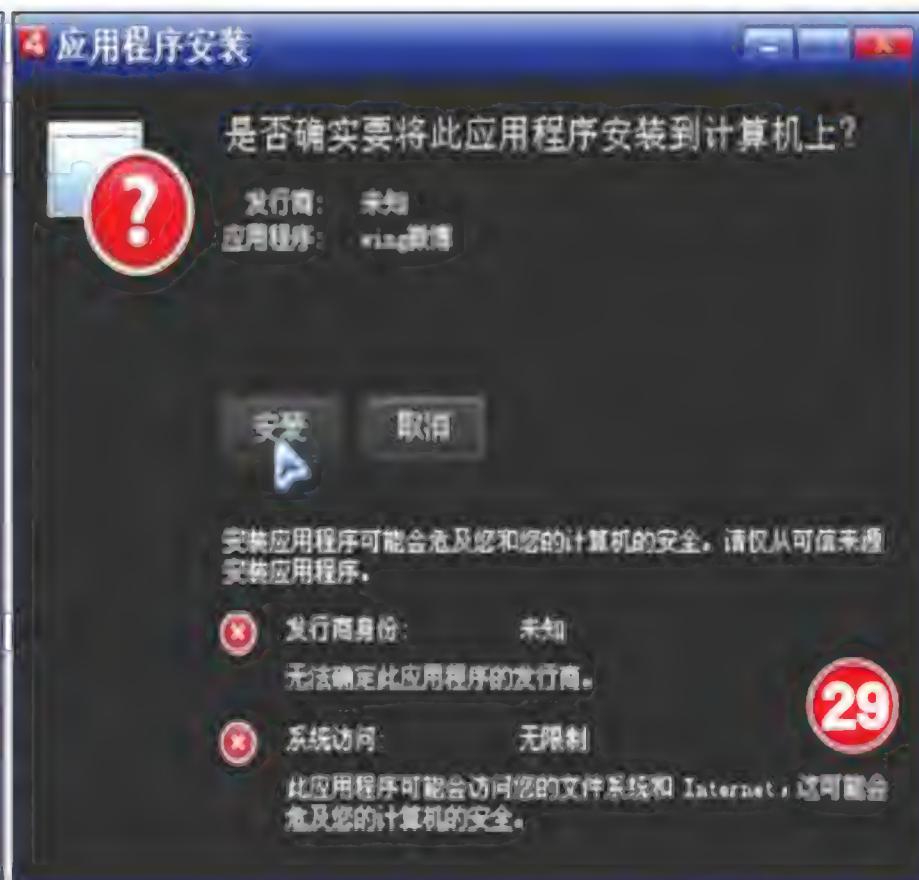 应用程序安装
是否确实要将此应用程序安装到计算机上?
发行商: 未知
应用程序: wing微博
安装 取消
安装应用程序可能会危及您和您的计算机的安全。请仅从可信来源
安装应用程序。
发行商身份: 未知
无法确定此应用程序的发行商。
29
系统访问: 无限制
此应用程序可能会访问您的文件系统和 Internet,这可能会
危及您的计算机的安全。